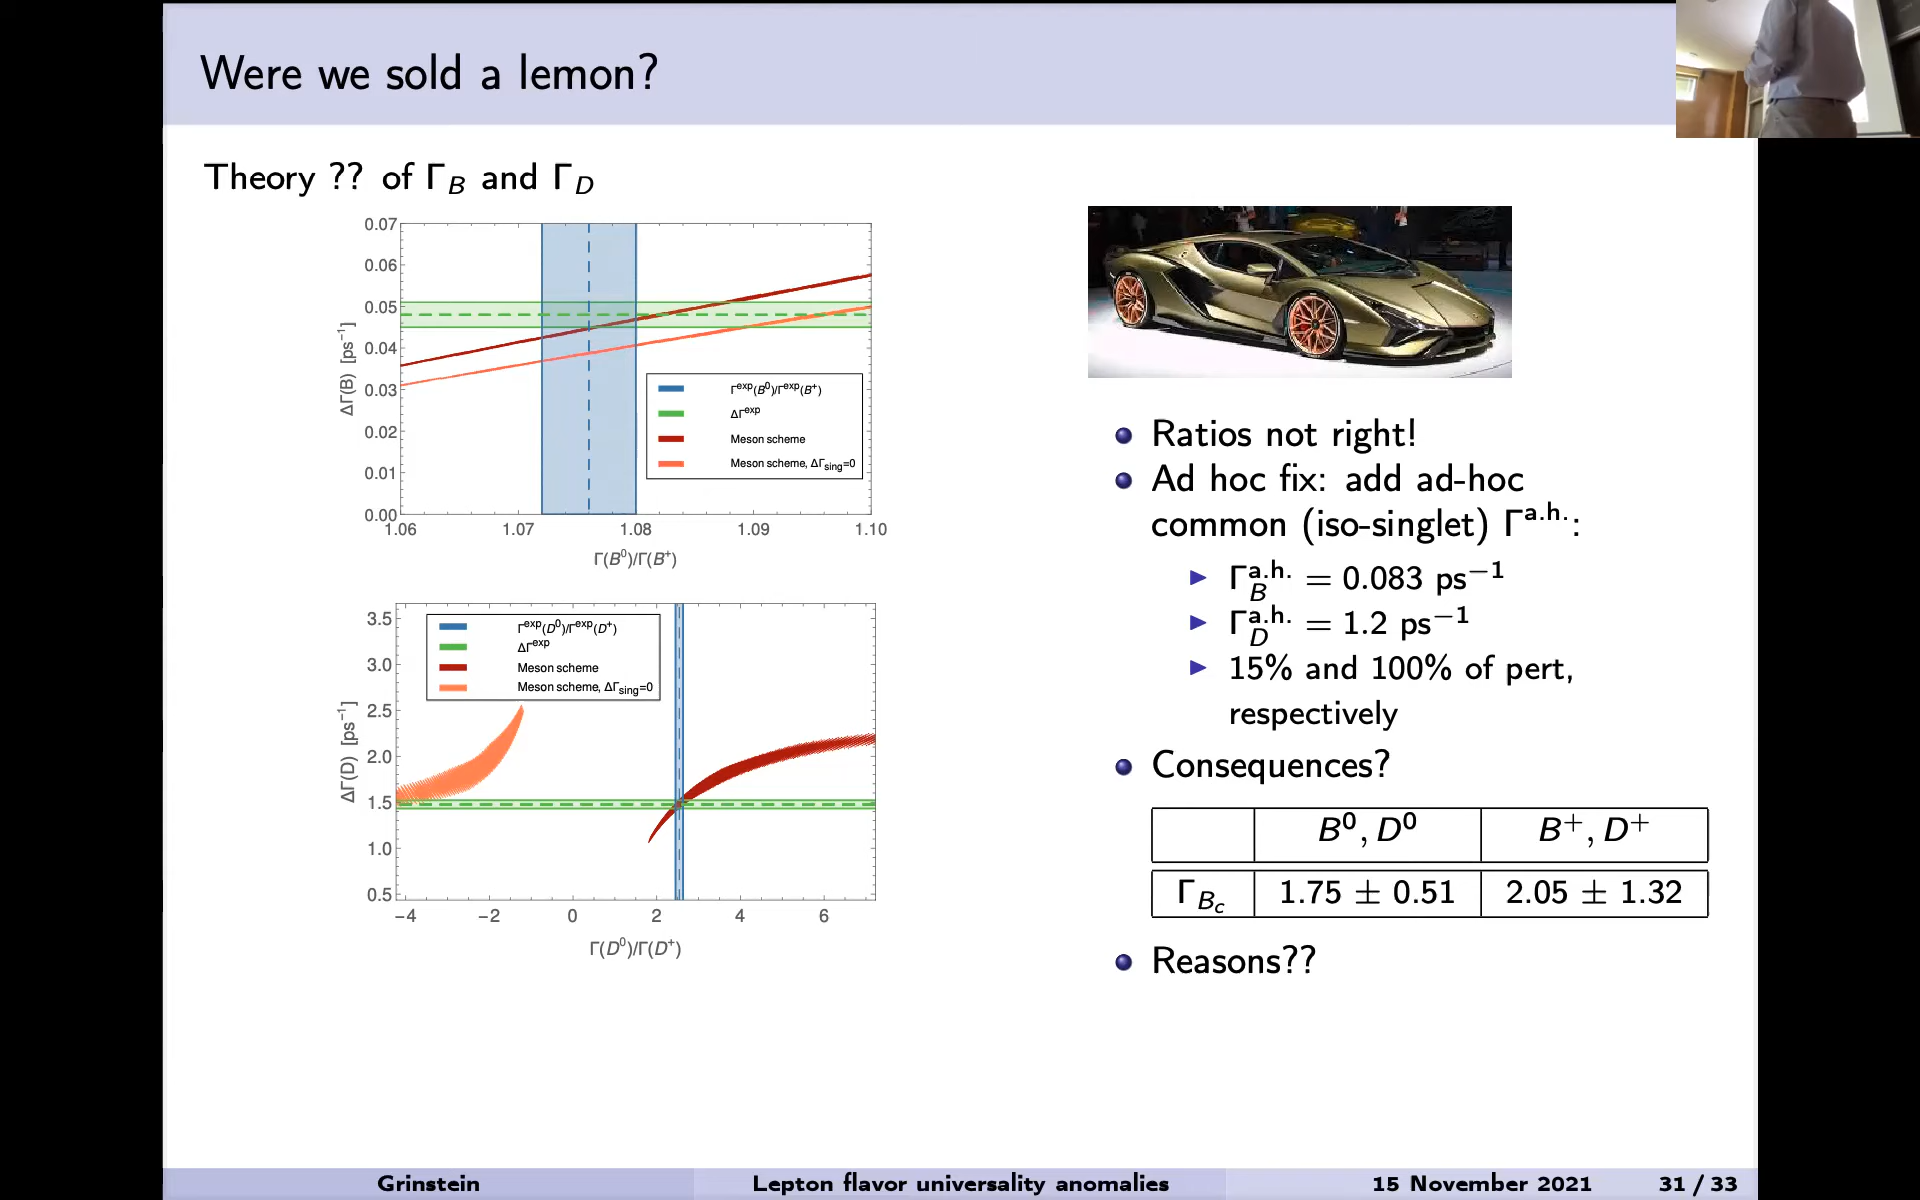 Were we sold a lemon?
Theory ?? of Γ_B and Γ_D
0.07
0.06
0.05
0.04
0.03
0.02
0.01
0.00
ΔΓ(B) [ps⁻¹]
Γ^exp(B⁰)/Γ^exp(B⁺)
ΔΓ^exp
Meson scheme
Meson scheme, ΔΓ_sing=0
1.06 1.07 1.08 1.09 1.10
Γ(B⁰)/Γ(B⁺)
3.5
3.0
2.5
2.0
1.5
1.0
0.5
ΔΓ(D) [ps⁻¹]
Γ^exp(D⁰)/Γ^exp(D⁺)
ΔΓ^exp
Meson scheme
Meson scheme, ΔΓ_sing=0
−4 −2 0 2 4 6
Γ(D⁰)/Γ(D⁺)
Ratios not right!
Ad hoc fix: add ad-hoc
common (iso-singlet) Γ^a.h.:
Γ_B^a.h. = 0.083 ps⁻¹
Γ_D^a.h. = 1.2 ps⁻¹
15% and 100% of pert,
respectively
Consequences?
B⁰, D⁰ B⁺, D⁺
Γ_B_c 1.75 ± 0.51 2.05 ± 1.32
Reasons??
Grinstein Lepton flavor universality anomalies 15 November 2021 31 / 33